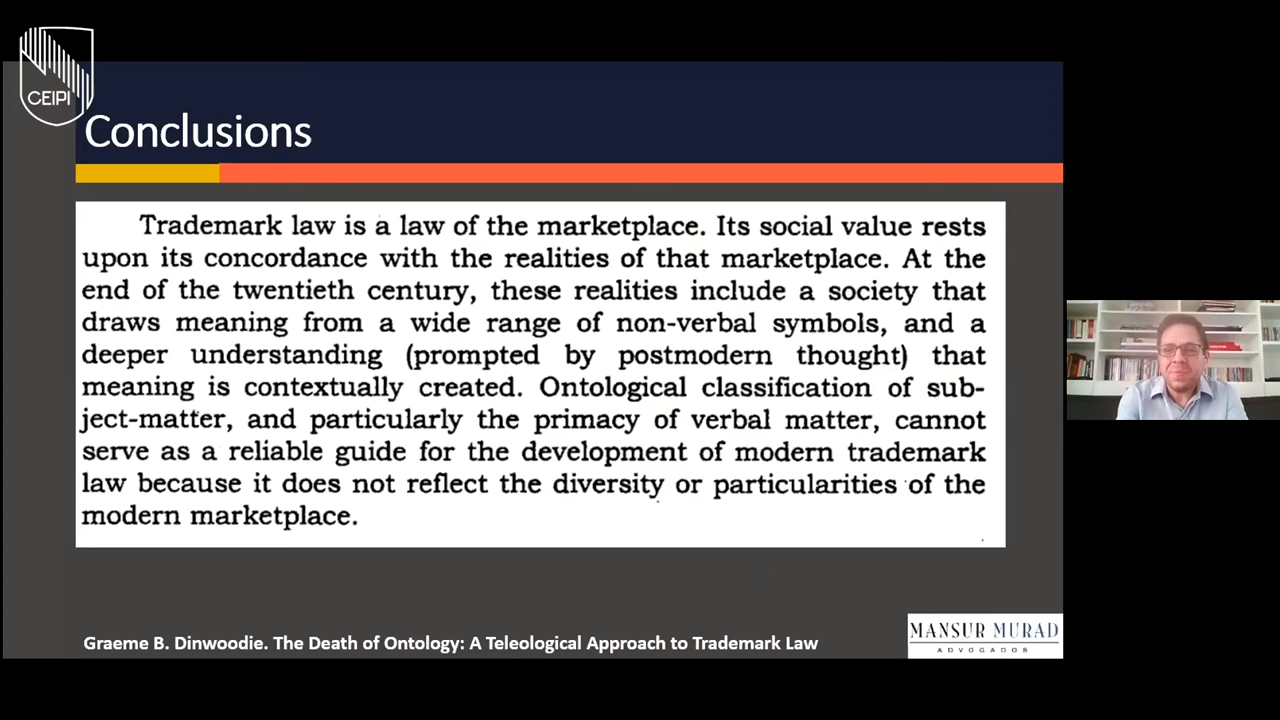 CEIPI
Conclusions
Trademark law is a law of the marketplace. Its social value rests
upon its concordance with the realities of that marketplace. At the
end of the twentieth century, these realities include a society that
draws meaning from a wide range of non-verbal symbols, and a
deeper understanding (prompted by postmodern thought) that
meaning is contextually created. Ontological classification of sub-
ject-matter, and particularly the primacy of verbal matter, cannot
serve as a reliable guide for the development of modern trademark
law because it does not reflect the diversity or particularities of the
modern marketplace.
Graeme B. Dinwoodie. The Death of Ontology: A Teleological Approach to Trademark Law
MANSUR MURAD
ADVOGADOS